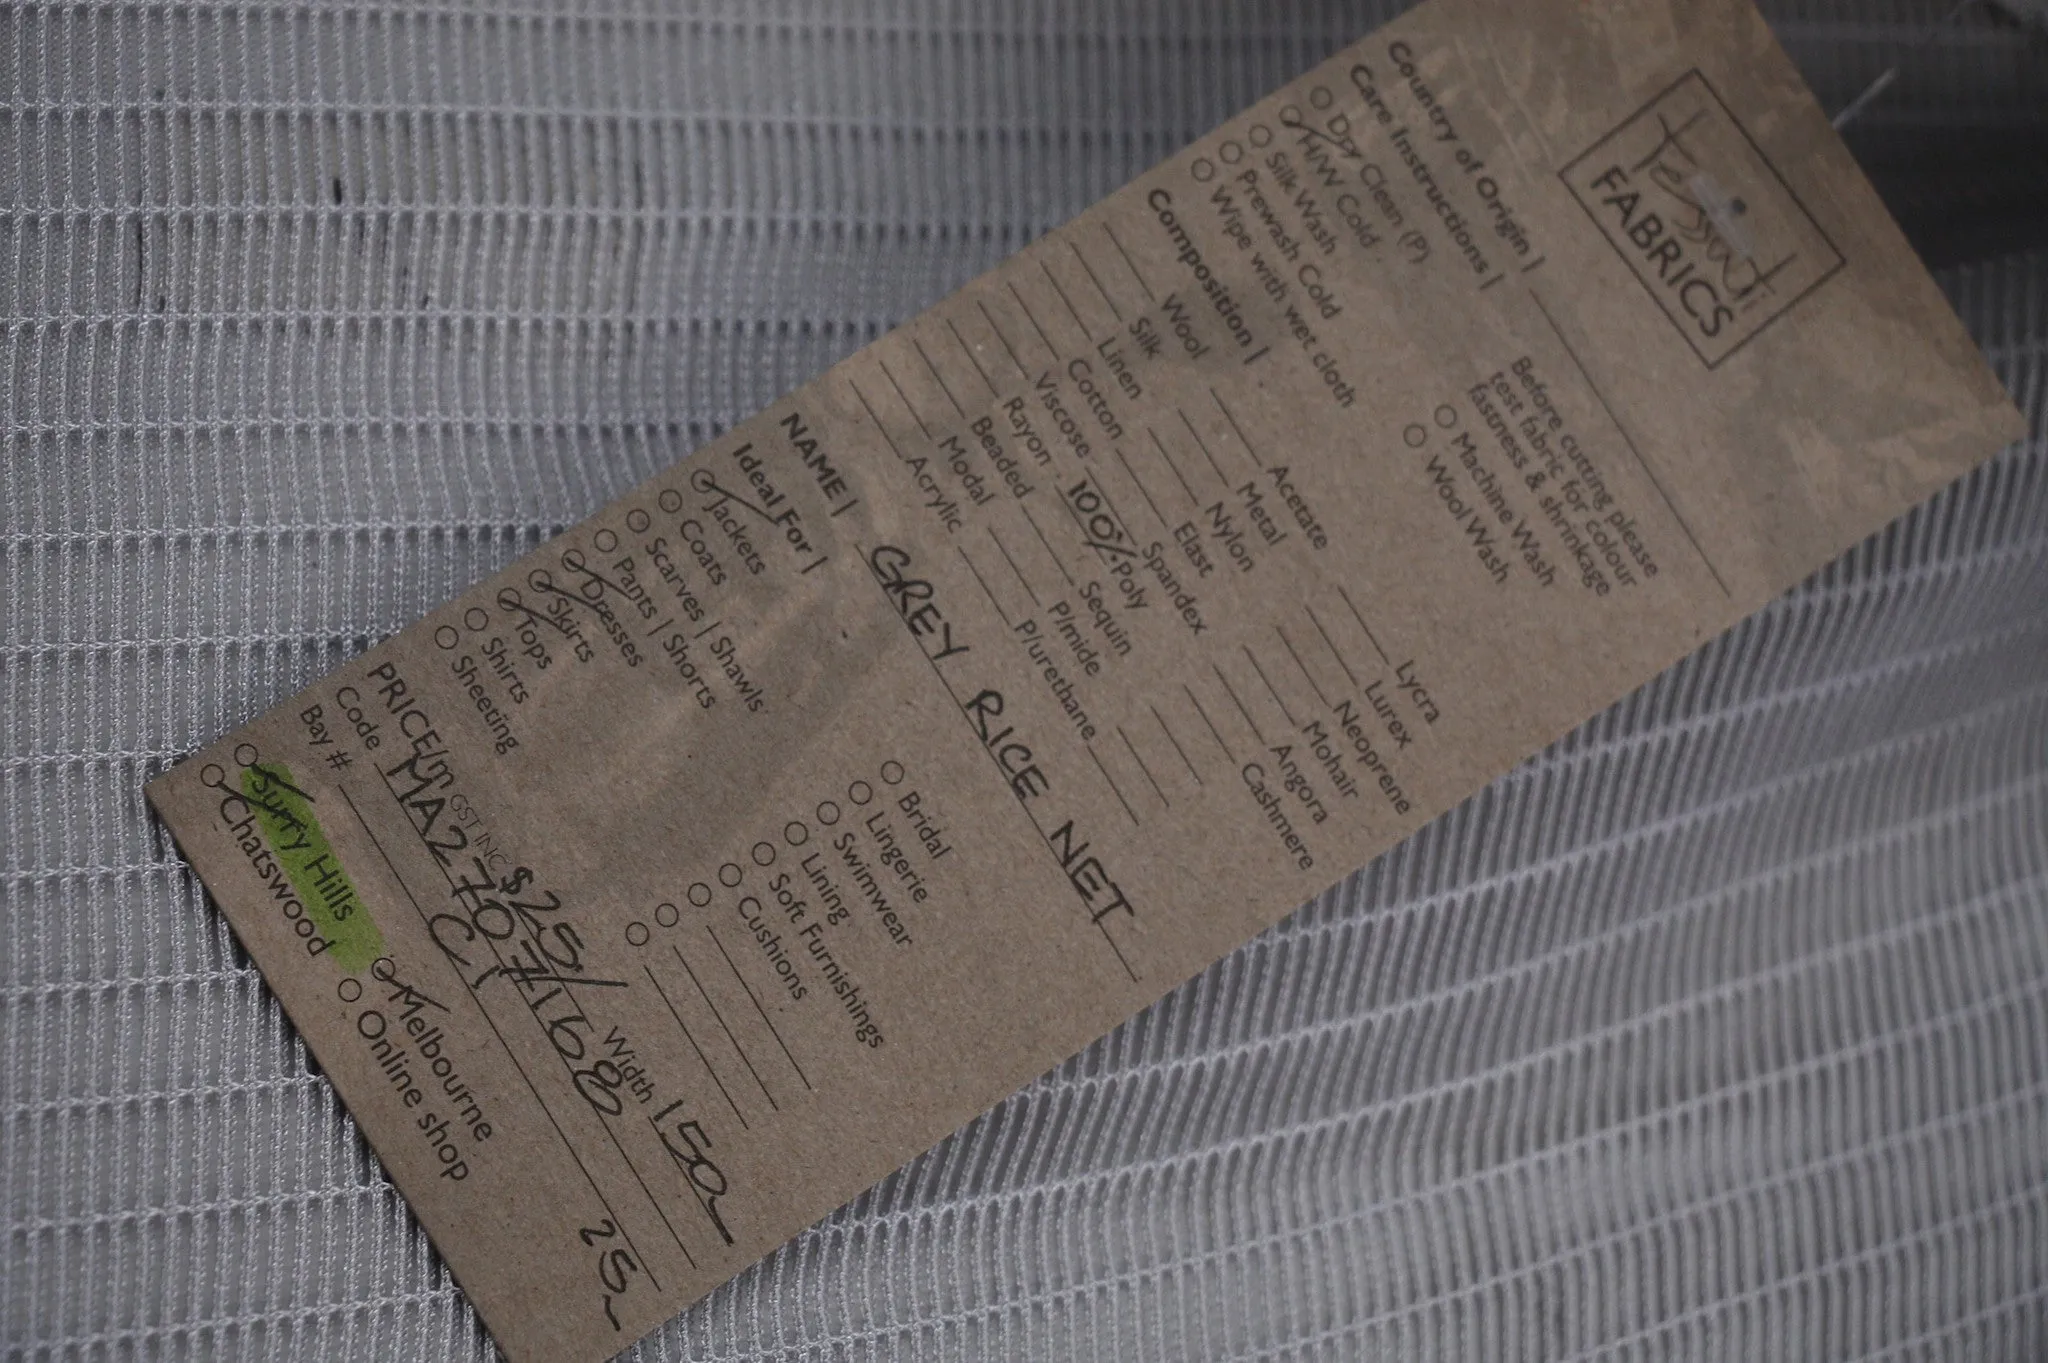 Tessuti
FABRICS
Country of Origin |
Care Instructions |
Dry Clean (P)
H/W Cold
Silk Wash
Prewash Cold
Wipe with wet cloth
Before cutting please
test fabric for colour
fastness & shrinkage
Machine Wash
Wool Wash
Composition |
Wool Acetate Lycra
Silk Metal Lurex
Linen Nylon Neoprene
Cotton Elast Mohair
Viscose Spandex Angora
Rayon 100% Poly Cashmere
Beaded Sequin
Modal P/mide
Acrylic P/urethane
NAME | GREY RICE NET
Ideal For |
Jackets Bridal
Coats Lingerie
Scarves | Shawls Swimwear
Pants | Shorts Lining
Dresses Soft Furnishings
Skirts Cushions
Tops
Shirts
Sheeting
PRICE/m GST INC $25/ Width 150
Code MA2707168
Bay # C1 25
Surry Hills Melbourne
Chatswood Online shop